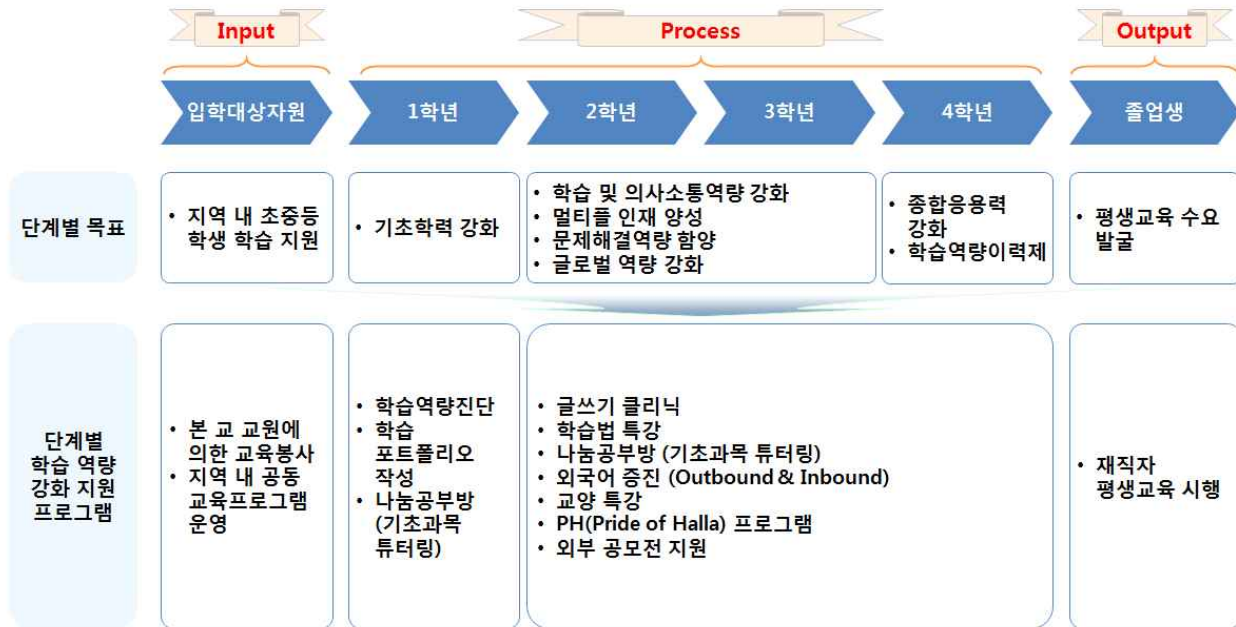 Input
Process
Output
입학대상자원
1학년
2학년
3학년
4학년
졸업생
단계별 목표
• 지역 내 초중등
학생 학습 지원
• 기초학력 강화
• 학습 및 의사소통역량 강화
• 멀티플 인재 양성
• 문제해결역량 함양
• 글로벌 역량 강화
• 종합응용력
강화
• 학습역량이력제
• 평생교육 수요
발굴
단계별
학습 역량
강화 지원
프로그램
• 본 교 교원에
의한 교육봉사
• 지역 내 공동
교육프로그램
운영
• 학습역량진단
• 학습
포트폴리오
작성
• 나눔공부방
(기초과목
튜터링)
• 글쓰기 클리닉
• 학습법 특강
• 나눔공부방 (기초과목 튜터링)
• 외국어 증진 (Outbound & Inbound)
• 교양 특강
• PH(Pride of Halla) 프로그램
• 외부 공모전 지원
• 재직자
평생교육 시행